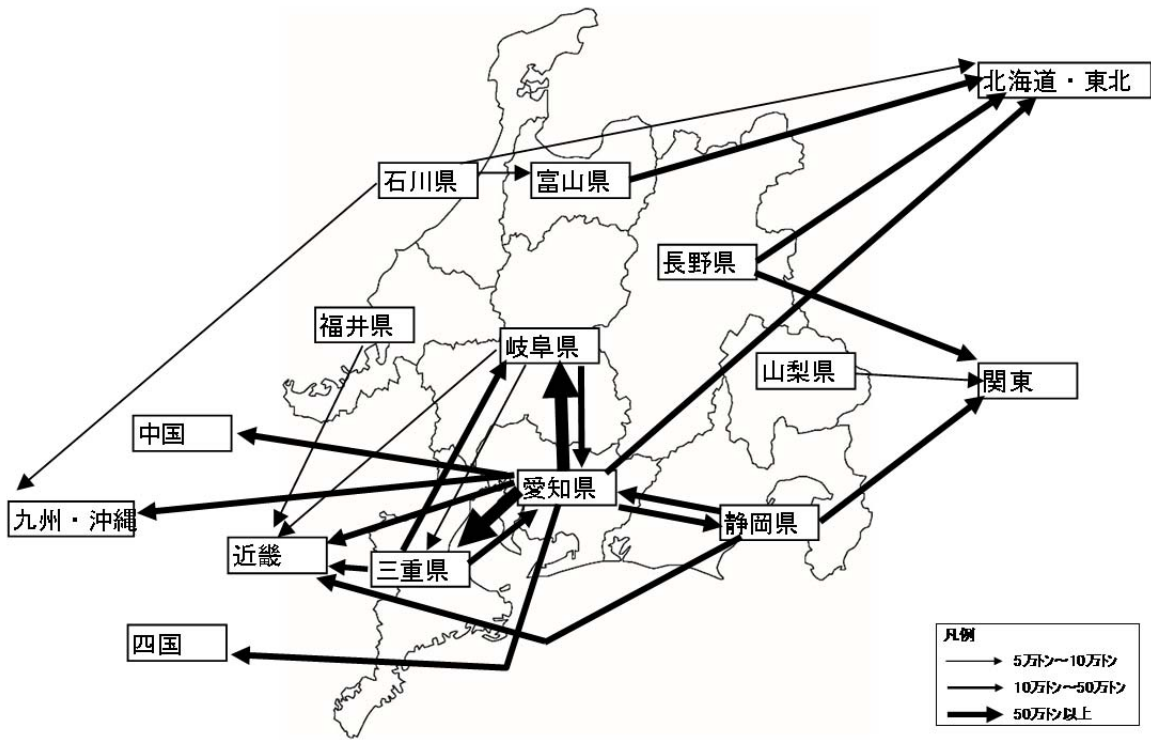 北海道・東北
石川県
富山県
長野県
福井県
岐阜県
山梨県
関東
中国
愛知県
九州・沖縄
静岡県
近畿
三重県
四国
凡例
5万トン～10万トン
10万トン～50万トン
50万トン以上